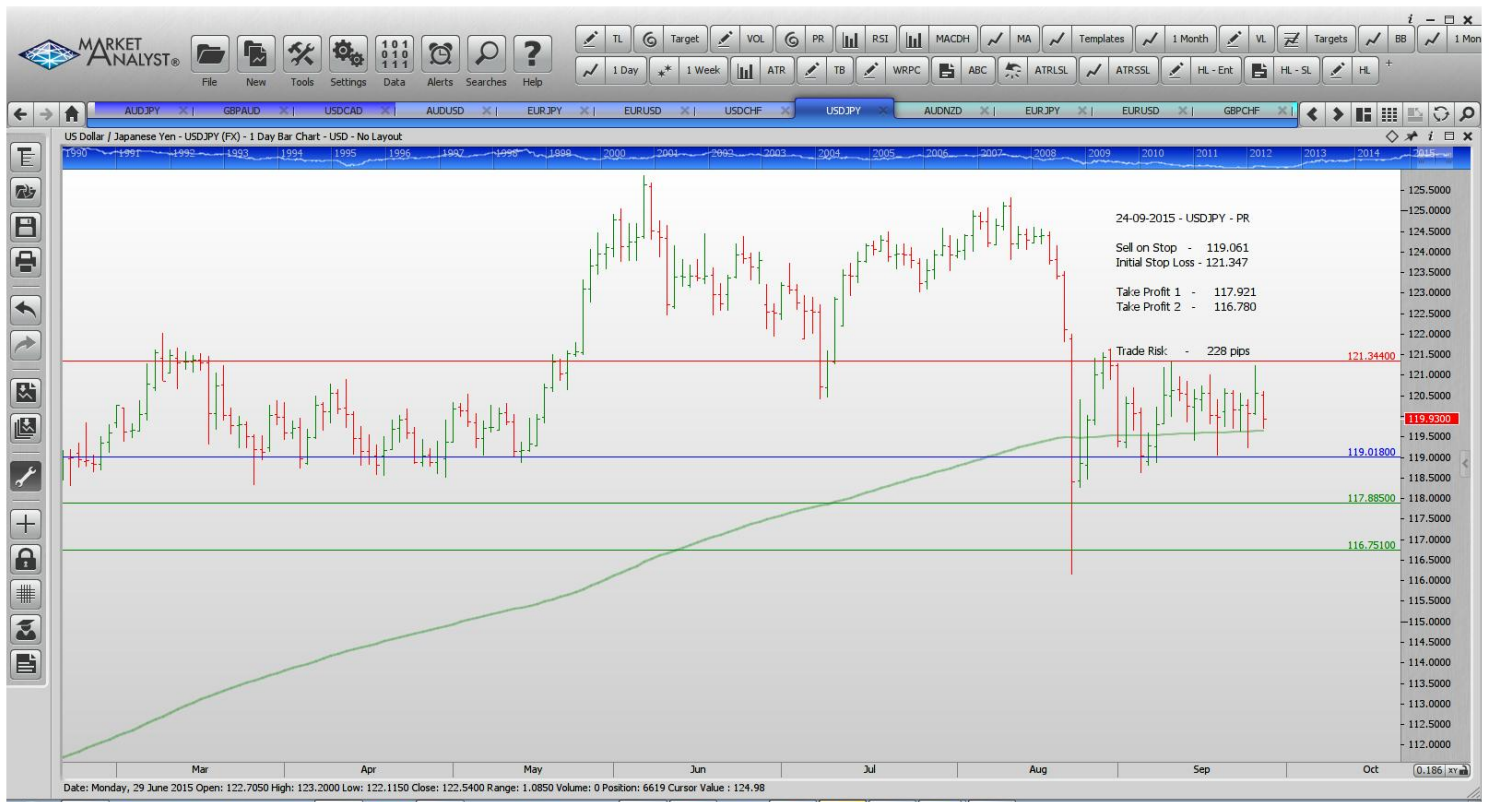 MARKET
ANALYST®
File New Tools Settings Data Alerts Searches Help
101
010
111
TL Target VOL PR RSI MACDH MA Templates 1 Month VL Targets BB 1 Mon
1 Day 1 Week ATR TB WRPC ABC ATRLSL ATRSSL HL - Ent HL - SL HL
AUDJPY GBPAUD USDCAD AUDUSD EURJPY EURUSD USDCHF USDJPY AUDNZD EURJPY EURUSD GBPCHF
US Dollar / Japanese Yen - USDJPY (FX) - 1 Day Bar Chart - USD - No Layout
1990 1991 1992 1993 1994 1995 1996 1997 1998 1999 2000 2001 2002 2003 2004 2005 2006 2007 2008 2009 2010 2011 2012 2013 2014 2015
24-09-2015 - USDJPY - PR
Sell on Stop - 119.061
Initial Stop Loss - 121.347
Take Profit 1 - 117.921
Take Profit 2 - 116.780
Trade Risk - 228 pips
121.34400
119.01800
117.88500
116.75100
125.5000
125.0000
124.5000
124.0000
123.5000
123.0000
122.5000
122.0000
121.5000
121.0000
120.5000
119.9300
119.5000
119.0000
118.5000
118.0000
117.5000
117.0000
116.5000
116.0000
115.5000
115.0000
114.5000
114.0000
113.5000
113.0000
112.5000
112.0000
Mar Apr May Jun Jul Aug Sep Oct 0.186 XY
Date: Monday, 29 June 2015 Open: 122.7050 High: 123.2000 Low: 122.1150 Close: 122.5400 Range: 1.0850 Volume: 0 Position: 6619 Cursor Value : 124.98